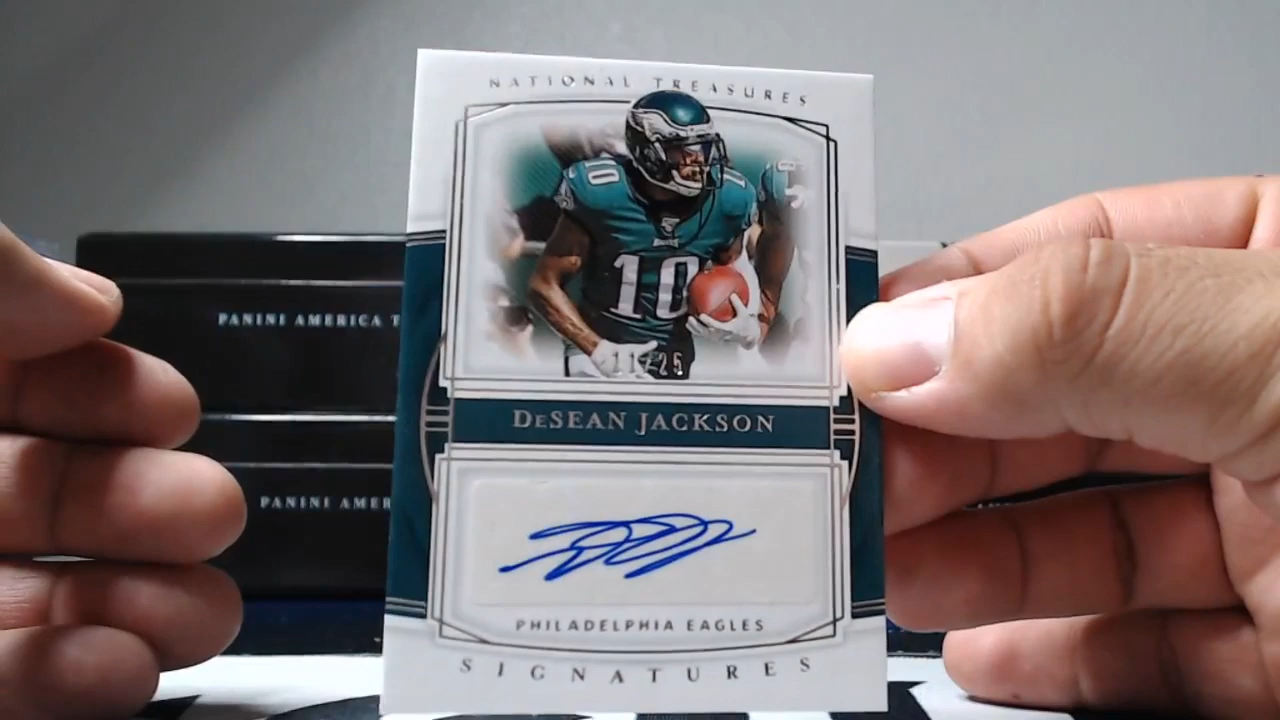 NATIONAL TREASURES
10
10
11/25
DeSEAN JACKSON
PHILADELPHIA EAGLES
SIGNATURES
PANINI AMERICA T
PANINI AMER